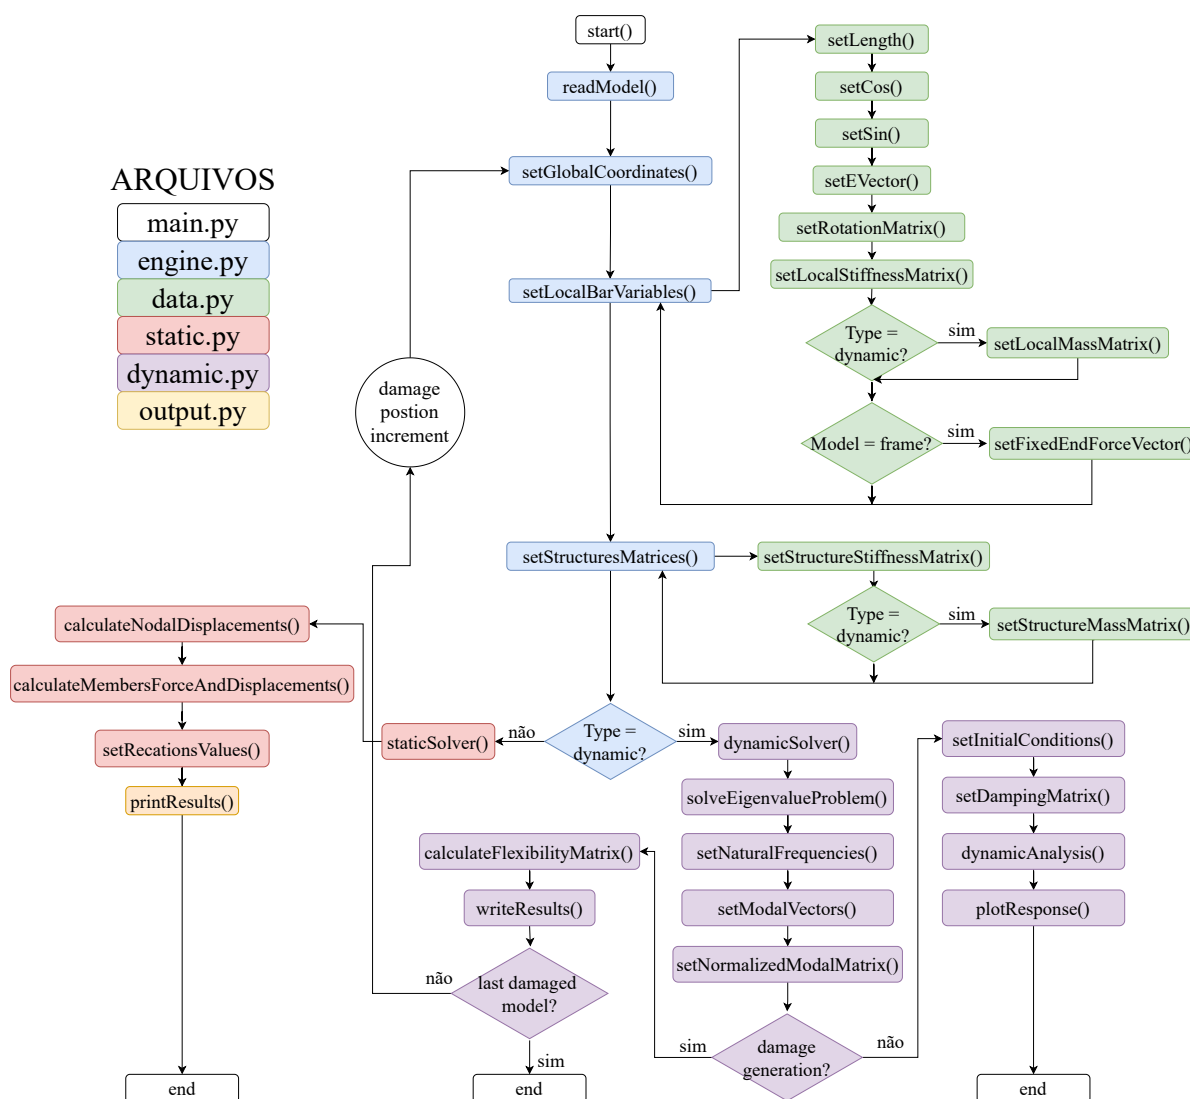 start()
readModel()
setGlobalCoordinates()
setLocalBarVariables()
setLength()
setCos()
setSin()
setEVector()
setRotationMatrix()
setLocalStiffnessMatrix()
Type =
dynamic?
sim
setLocalMassMatrix()
Model = frame?
sim
setFixedEndForceVector()
ARQUIVOS
main.py
engine.py
data.py
static.py
dynamic.py
output.py
damage
postion
increment
setStructuresMatrices()
setStructureStiffnessMatrix()
Type =
dynamic?
sim
setStructureMassMatrix()
calculateNodalDisplacements()
calculateMembersForceAndDisplacements()
setRecationsValues()
printResults()
end
staticSolver()
não
Type =
dynamic?
sim
dynamicSolver()
solveEigenvalueProblem()
setNaturalFrequencies()
setModalVectors()
setNormalizedModalMatrix()
damage
generation?
sim
não
calculateFlexibilityMatrix()
writeResults()
last damaged
model?
não
sim
end
setInitialConditions()
setDampingMatrix()
dynamicAnalysis()
plotResponse()
end